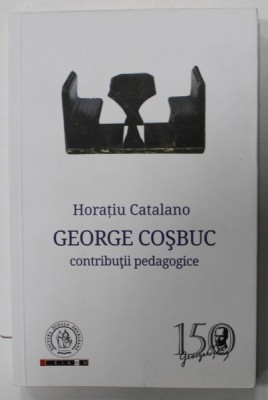 Horațiu Catalano
GEORGE COȘBUC
contribuții pedagogice
150